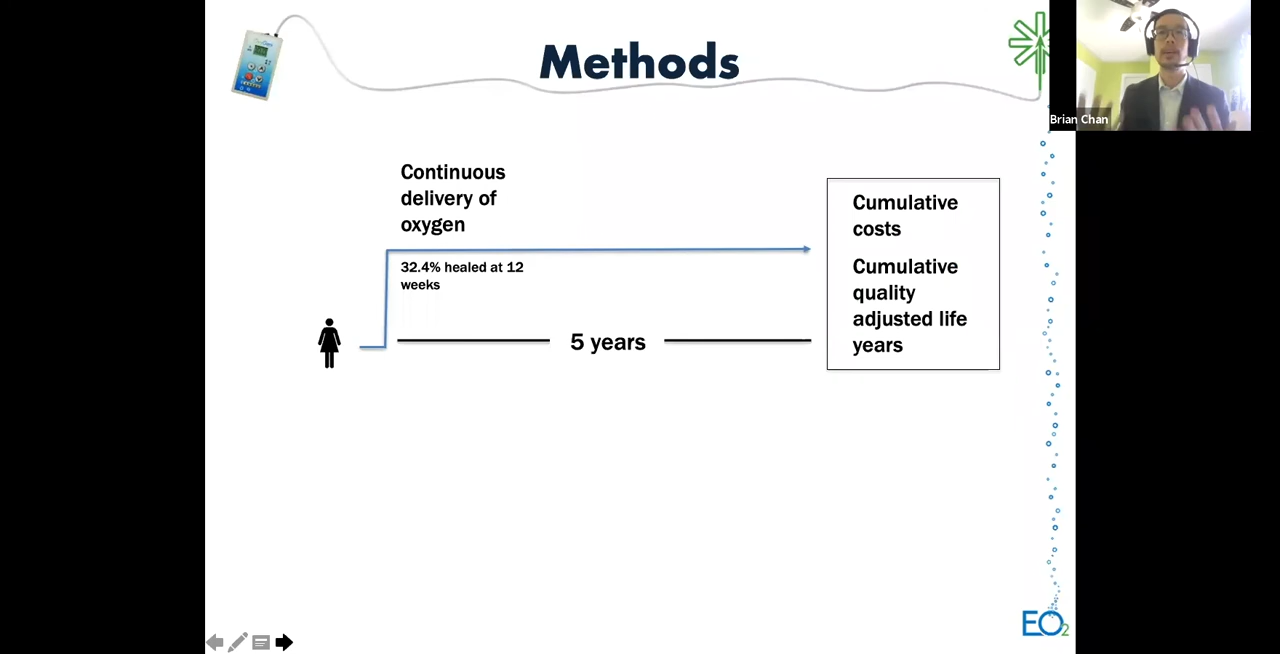 Methods
Brian Chan
Continuous
delivery of
oxygen
32.4% healed at 12
weeks
5 years
Cumulative
costs
Cumulative
quality
adjusted life
years
EO2